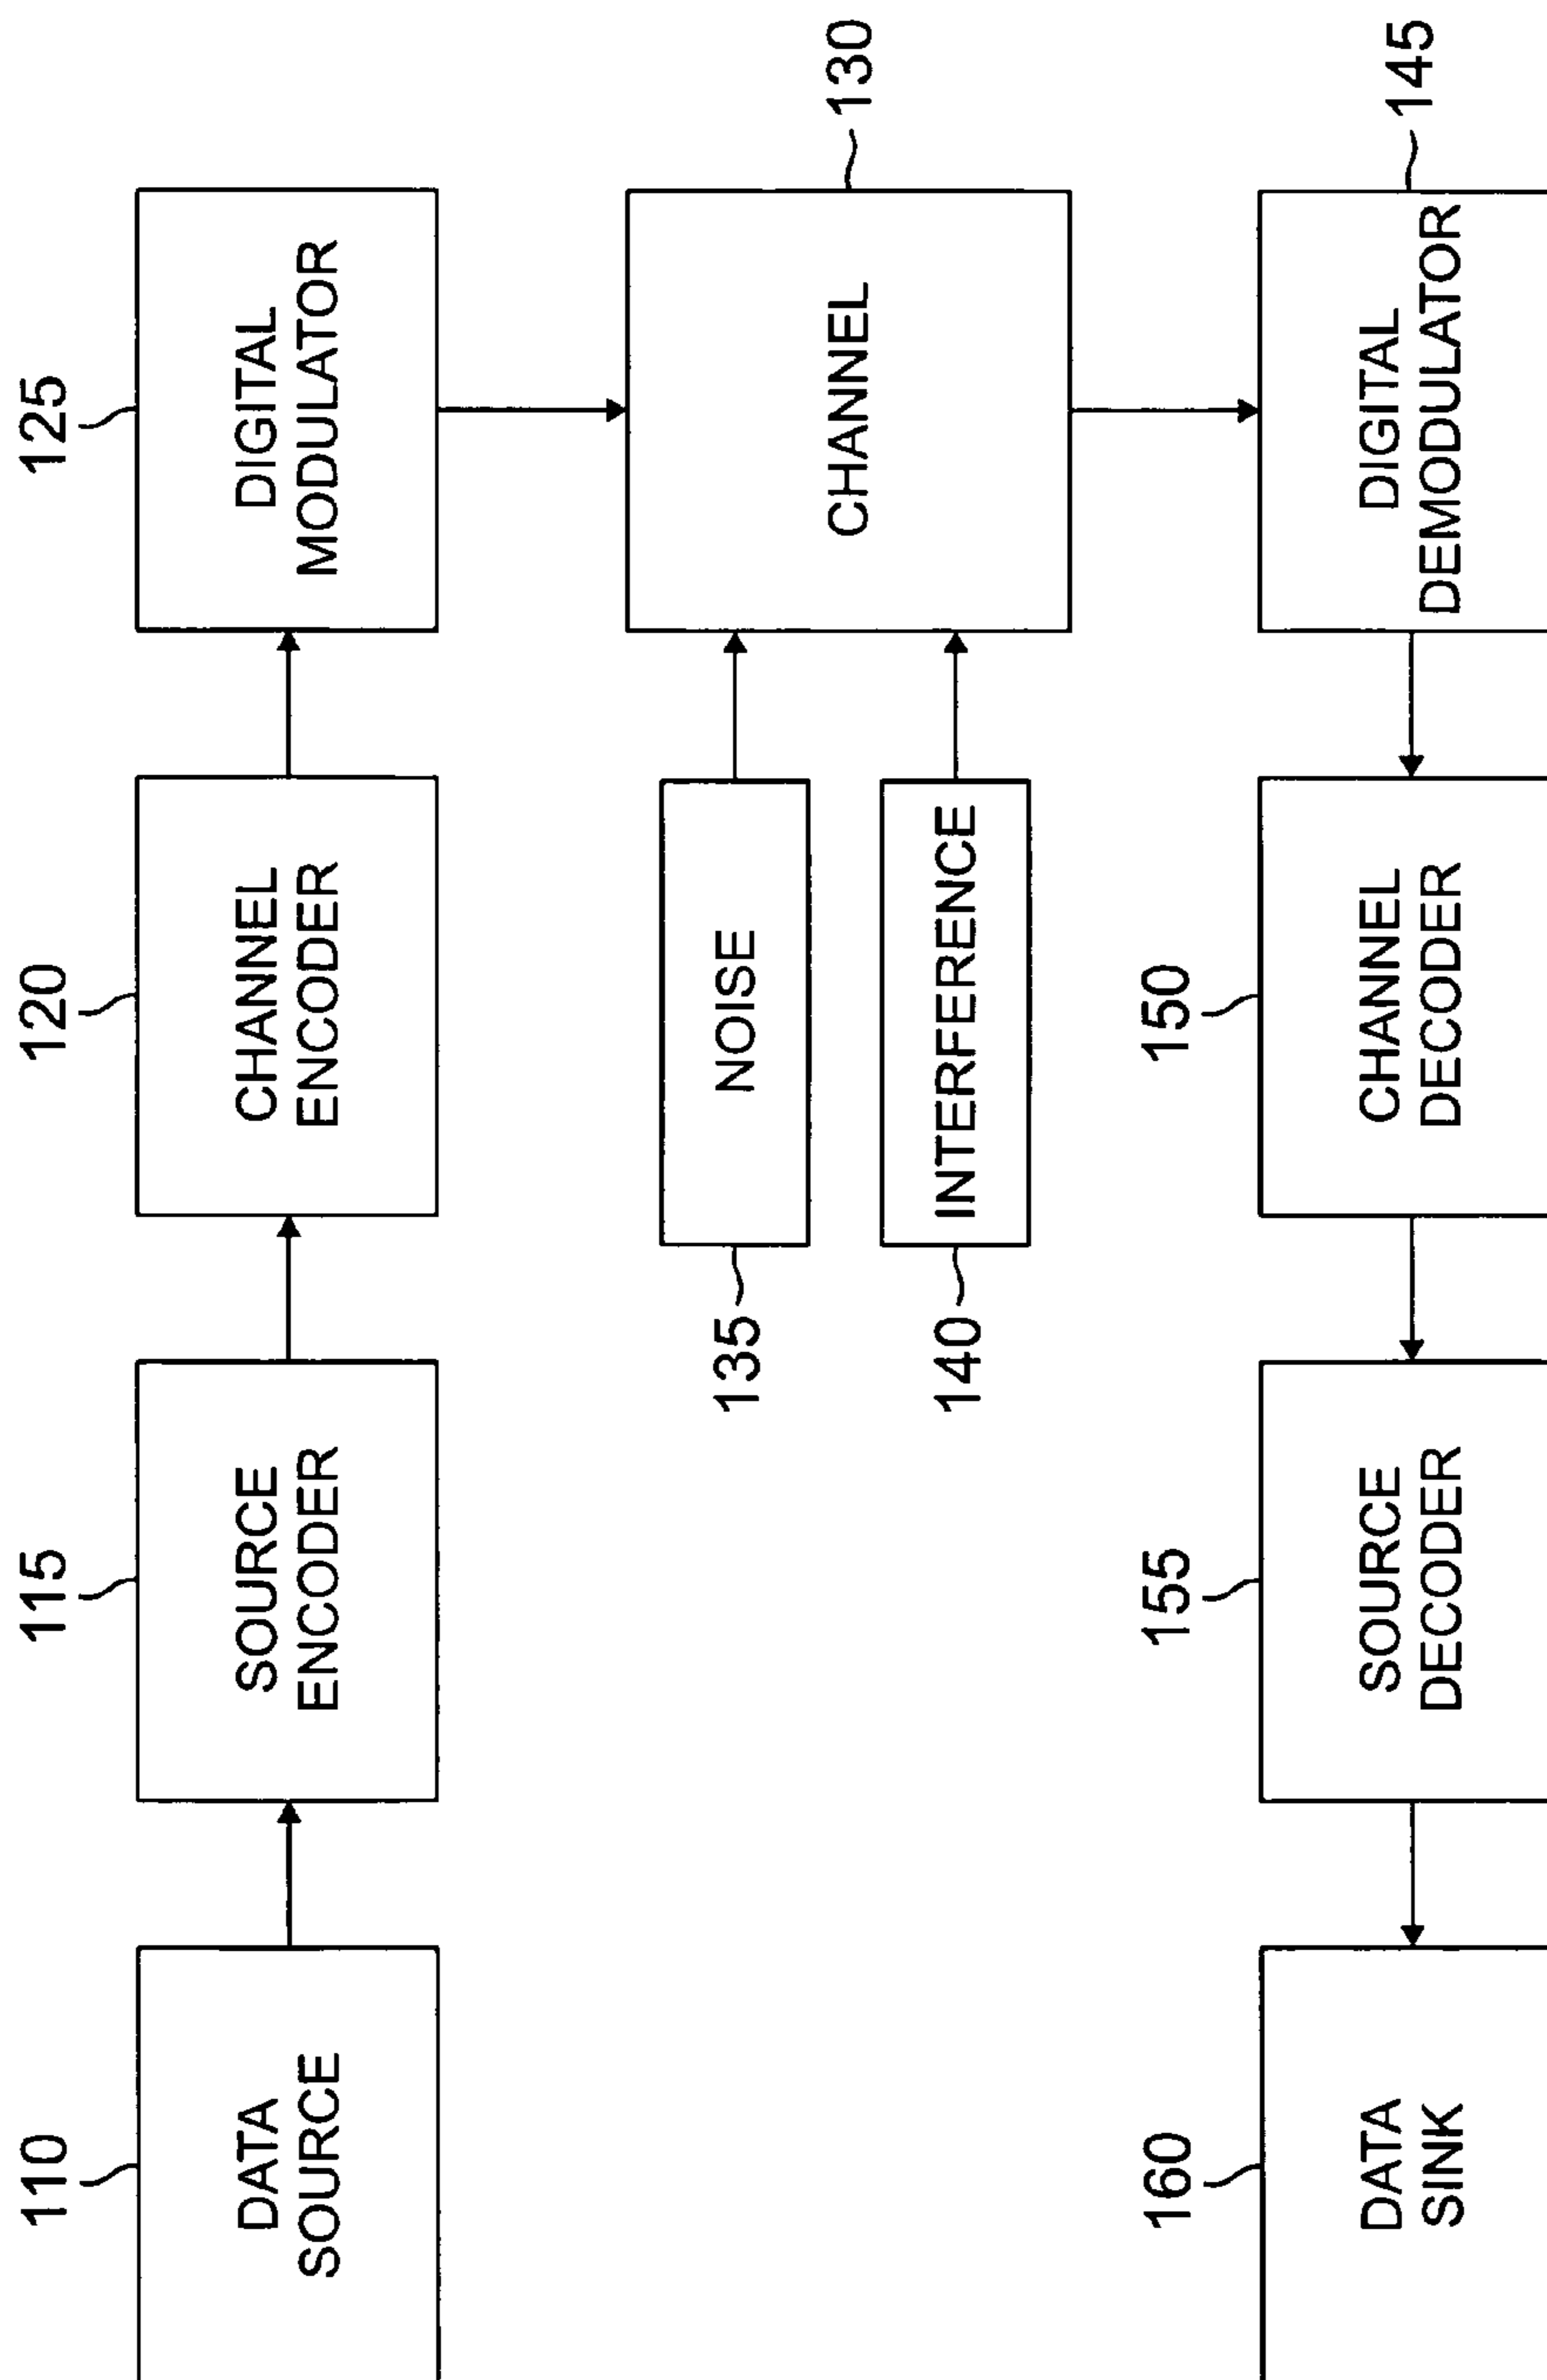 110
DATA
SOURCE
115
SOURCE
ENCODER
120
CHANNEL
ENCODER
125
DIGITAL
MODULATOR
135
NOISE
140
INTERFERENCE
CHANNEL
130
160
DATA
SINK
155
SOURCE
DECODER
150
CHANNEL
DECODER
DIGITAL
DEMODULATOR
145